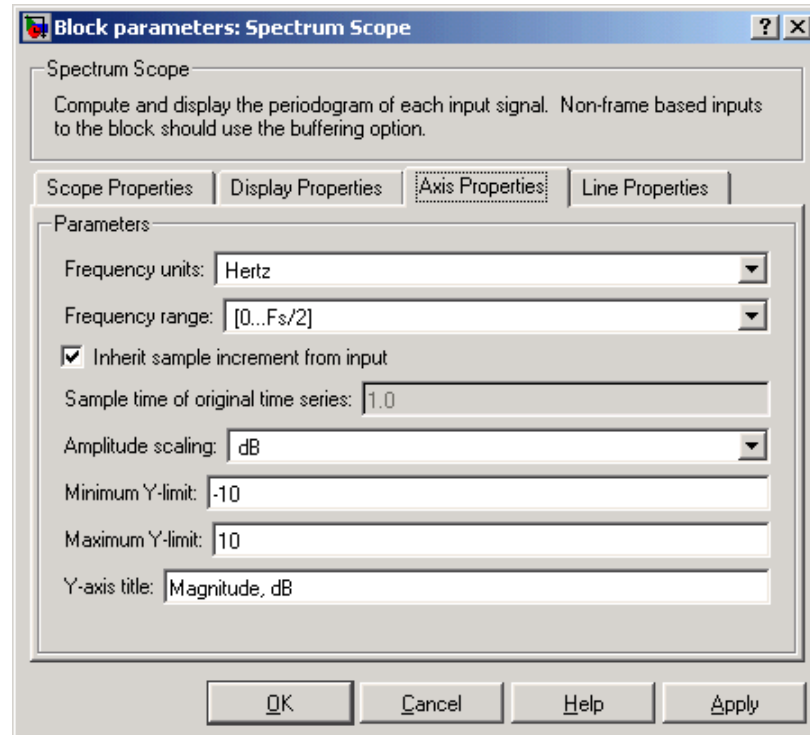 Block parameters: Spectrum Scope
Spectrum Scope
Compute and display the periodogram of each input signal. Non-frame based inputs
to the block should use the buffering option.
Scope Properties Display Properties Axis Properties Line Properties
Parameters
Frequency units: Hertz
Frequency range: [0...Fs/2]
Inherit sample increment from input
Sample time of original time series: 1.0
Amplitude scaling: dB
Minimum Y-limit: -10
Maximum Y-limit: 10
Y-axis title: Magnitude, dB
OK Cancel Help Apply